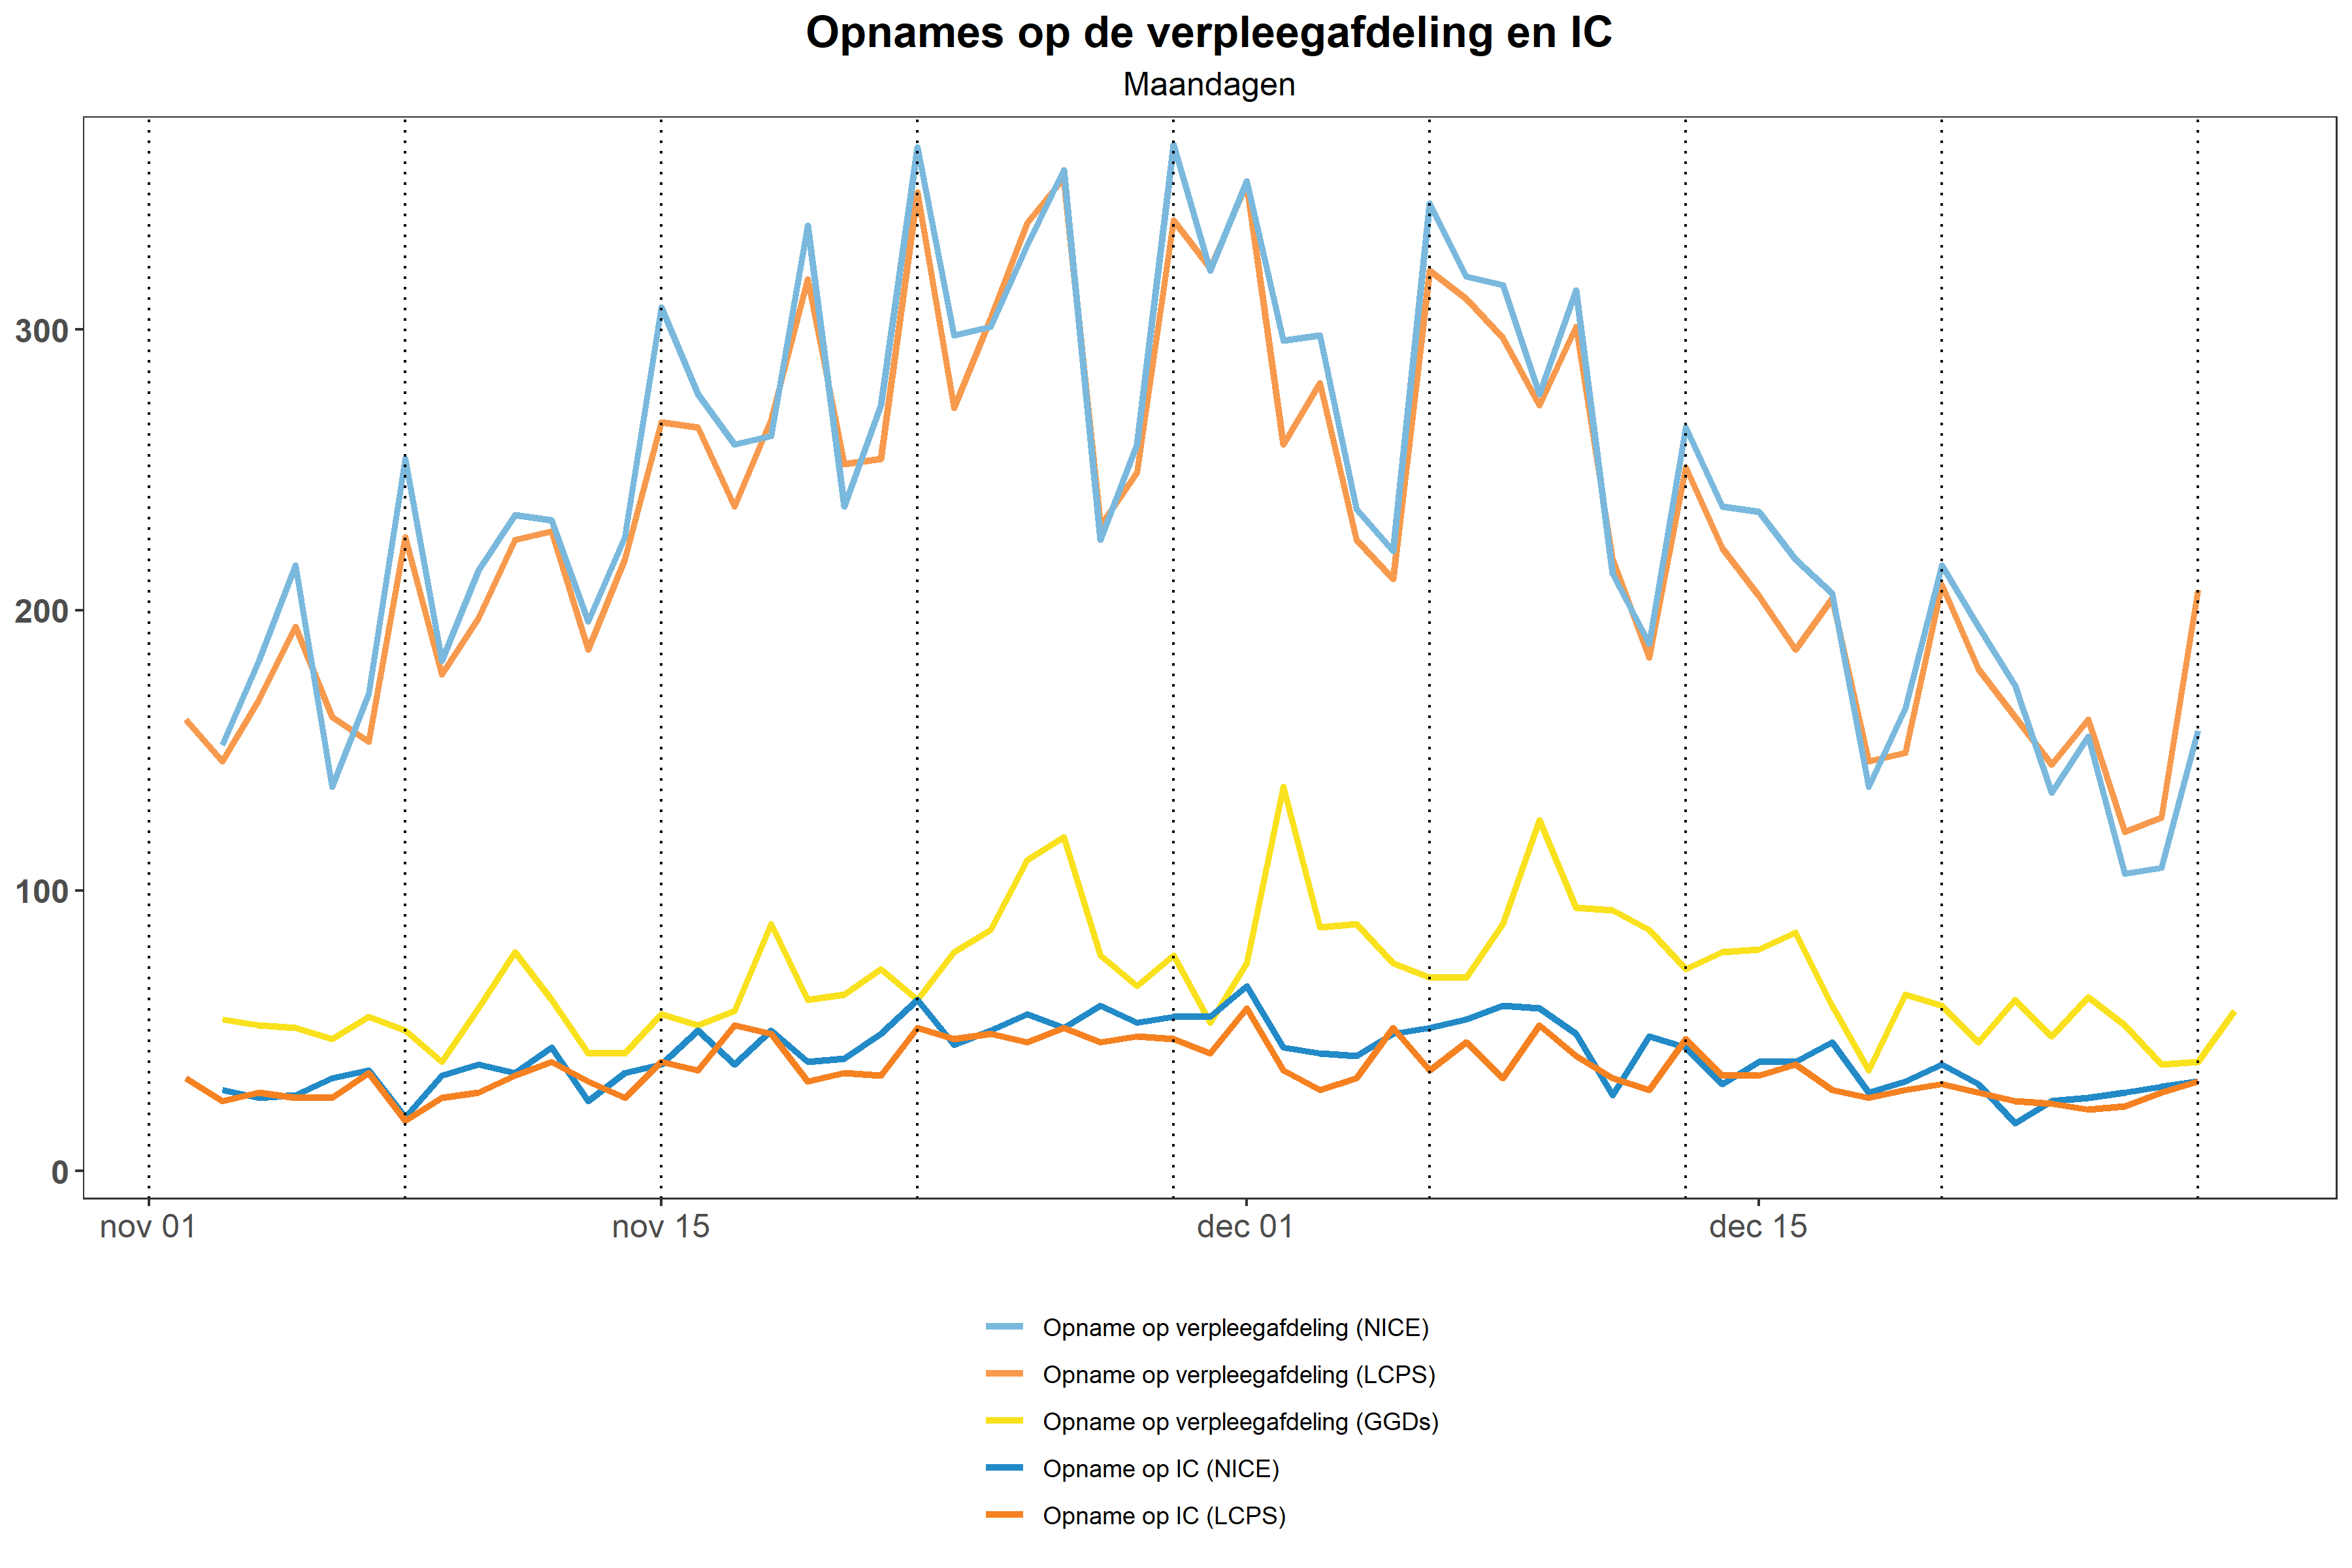 Opnames op de verpleegafdeling en IC
Maandagen
300
200
100
0
nov 01
nov 15
dec 01
dec 15
Opname op verpleegafdeling (NICE)
Opname op verpleegafdeling (LCPS)
Opname op verpleegafdeling (GGDs)
Opname op IC (NICE)
Opname op IC (LCPS)